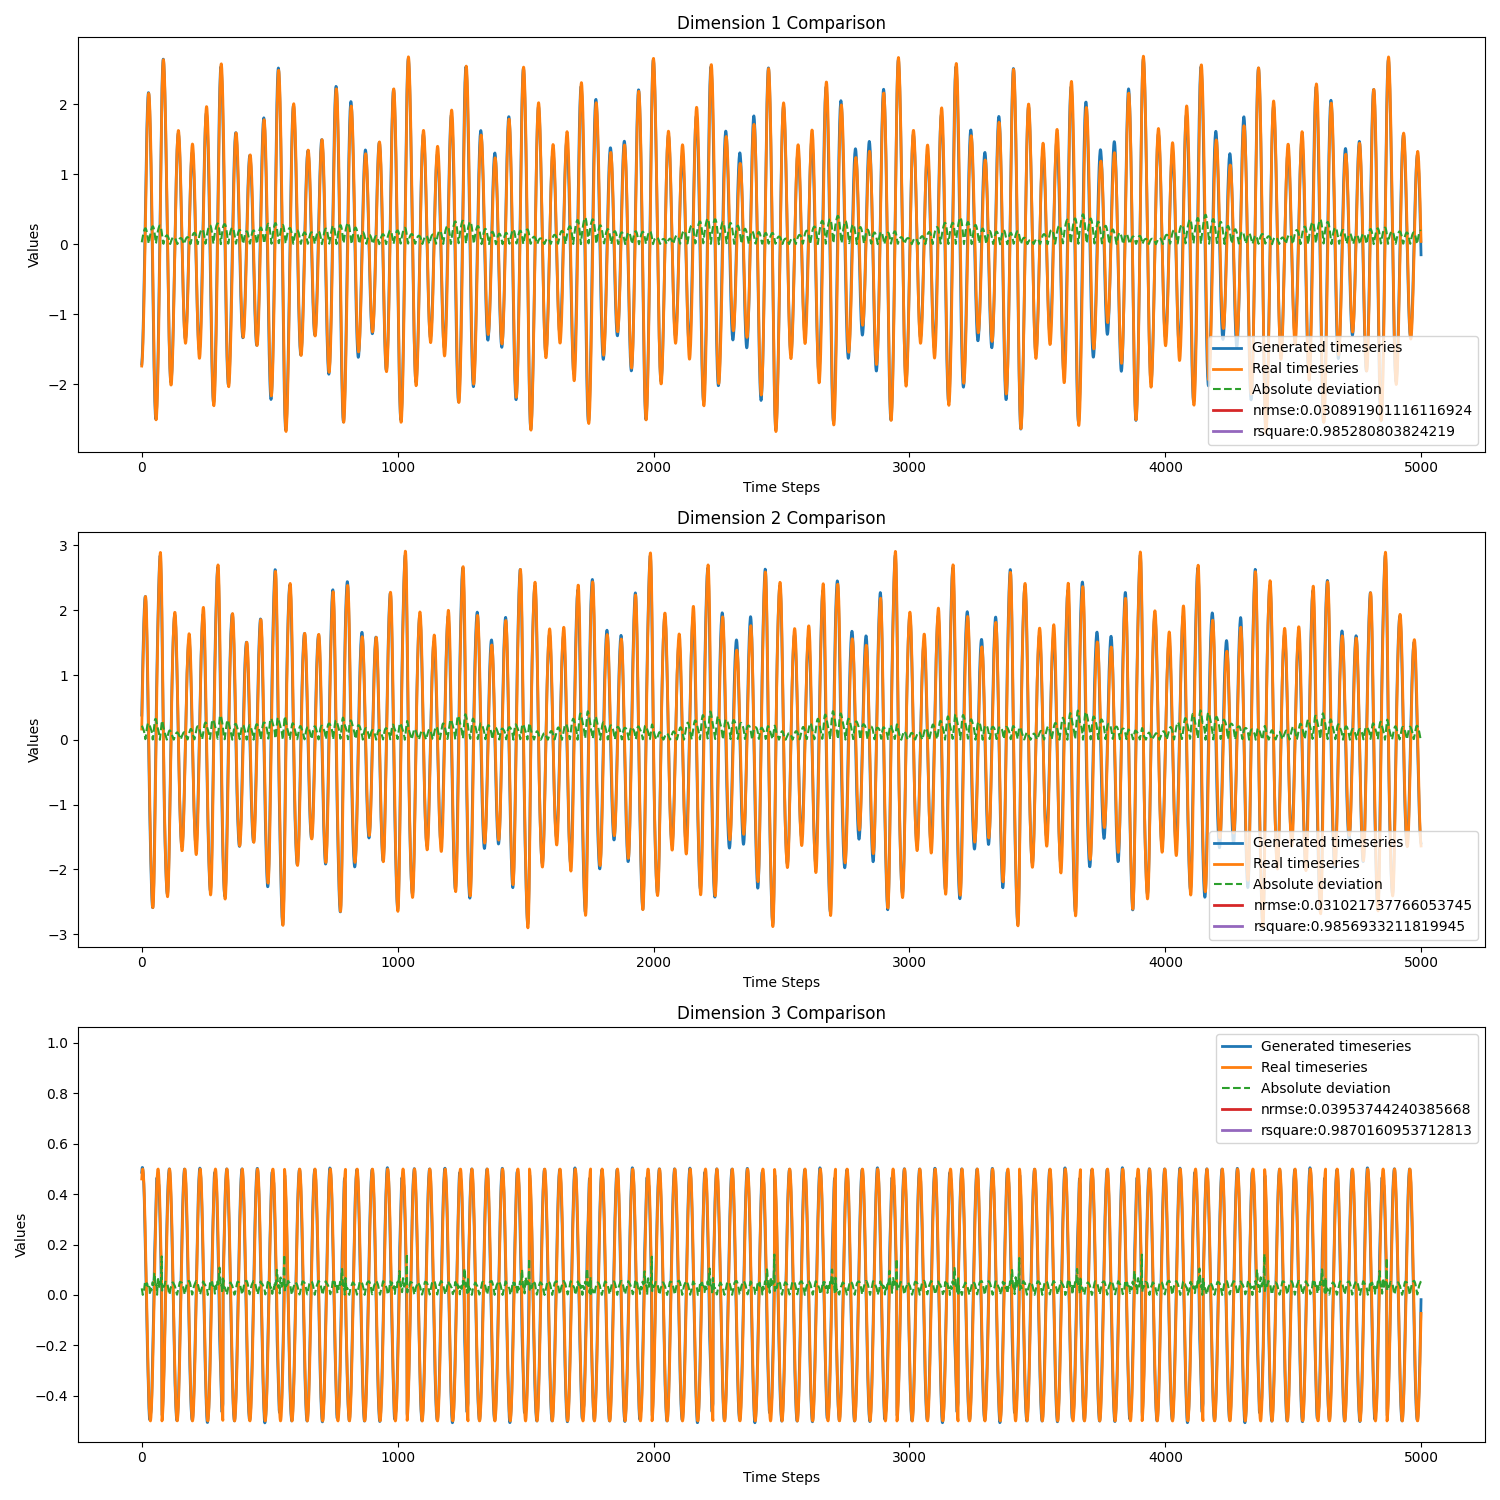 Dimension 1 Comparison
2
1
0
−1
−2
Values
Generated timeseries
Real timeseries
Absolute deviation
nrmse:0.030891901116116924
rsquare:0.985280803824219
0 1000 2000 3000 4000 5000
Time Steps
Dimension 2 Comparison
3
2
1
0
−1
−2
−3
Values
Generated timeseries
Real timeseries
Absolute deviation
nrmse:0.031021737766053745
rsquare:0.9856933211819945
0 1000 2000 3000 4000 5000
Time Steps
Dimension 3 Comparison
1.0
0.8
0.6
0.4
0.2
0.0
−0.2
−0.4
Values
Generated timeseries
Real timeseries
Absolute deviation
nrmse:0.03953744240385668
rsquare:0.9870160953712813
0 1000 2000 3000 4000 5000
Time Steps